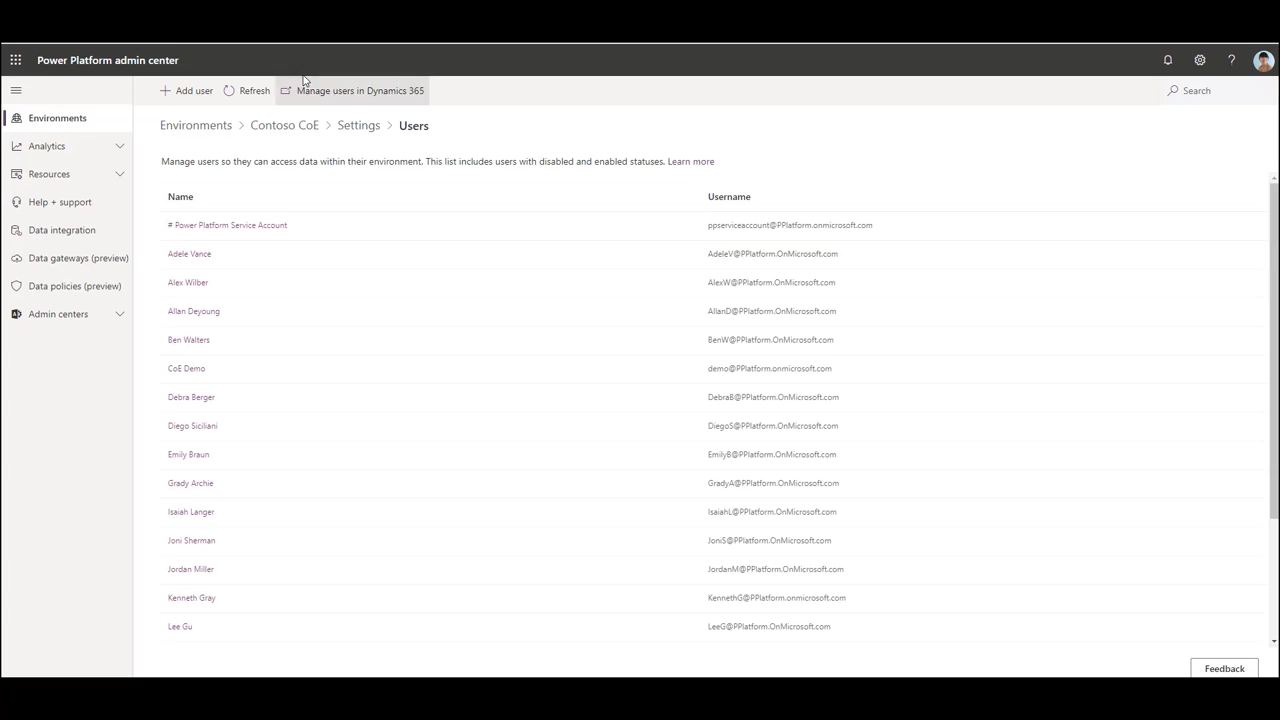 Power Platform admin center
Add user
Refresh
Manage users in Dynamics 365
Search
Environments
Analytics
Resources
Help + support
Data integration
Data gateways (preview)
Data policies (preview)
Admin centers
Environments > Contoso CoE > Settings > Users
Manage users so they can access data within their environment. This list includes users with disabled and enabled statuses. Learn more
Name Username
# Power Platform Service Account ppserviceaccount@PPlatform.onmicrosoft.com
Adele Vance AdeleV@PPlatform.OnMicrosoft.com
Alex Wilber AlexW@PPlatform.OnMicrosoft.com
Allan Deyoung AllanD@PPlatform.OnMicrosoft.com
Ben Walters BenW@PPlatform.OnMicrosoft.com
CoE Demo demo@PPlatform.onmicrosoft.com
Debra Berger DebraB@PPlatform.OnMicrosoft.com
Diego Siciliani DiegoS@PPlatform.OnMicrosoft.com
Emily Braun EmilyB@PPlatform.OnMicrosoft.com
Grady Archie GradyA@PPlatform.OnMicrosoft.com
Isaiah Langer IsaiahL@PPlatform.OnMicrosoft.com
Joni Sherman JoniS@PPlatform.OnMicrosoft.com
Jordan Miller JordanM@PPlatform.OnMicrosoft.com
Kenneth Gray KennethG@PPlatform.onmicrosoft.com
Lee Gu LeeG@PPlatform.OnMicrosoft.com
Feedback